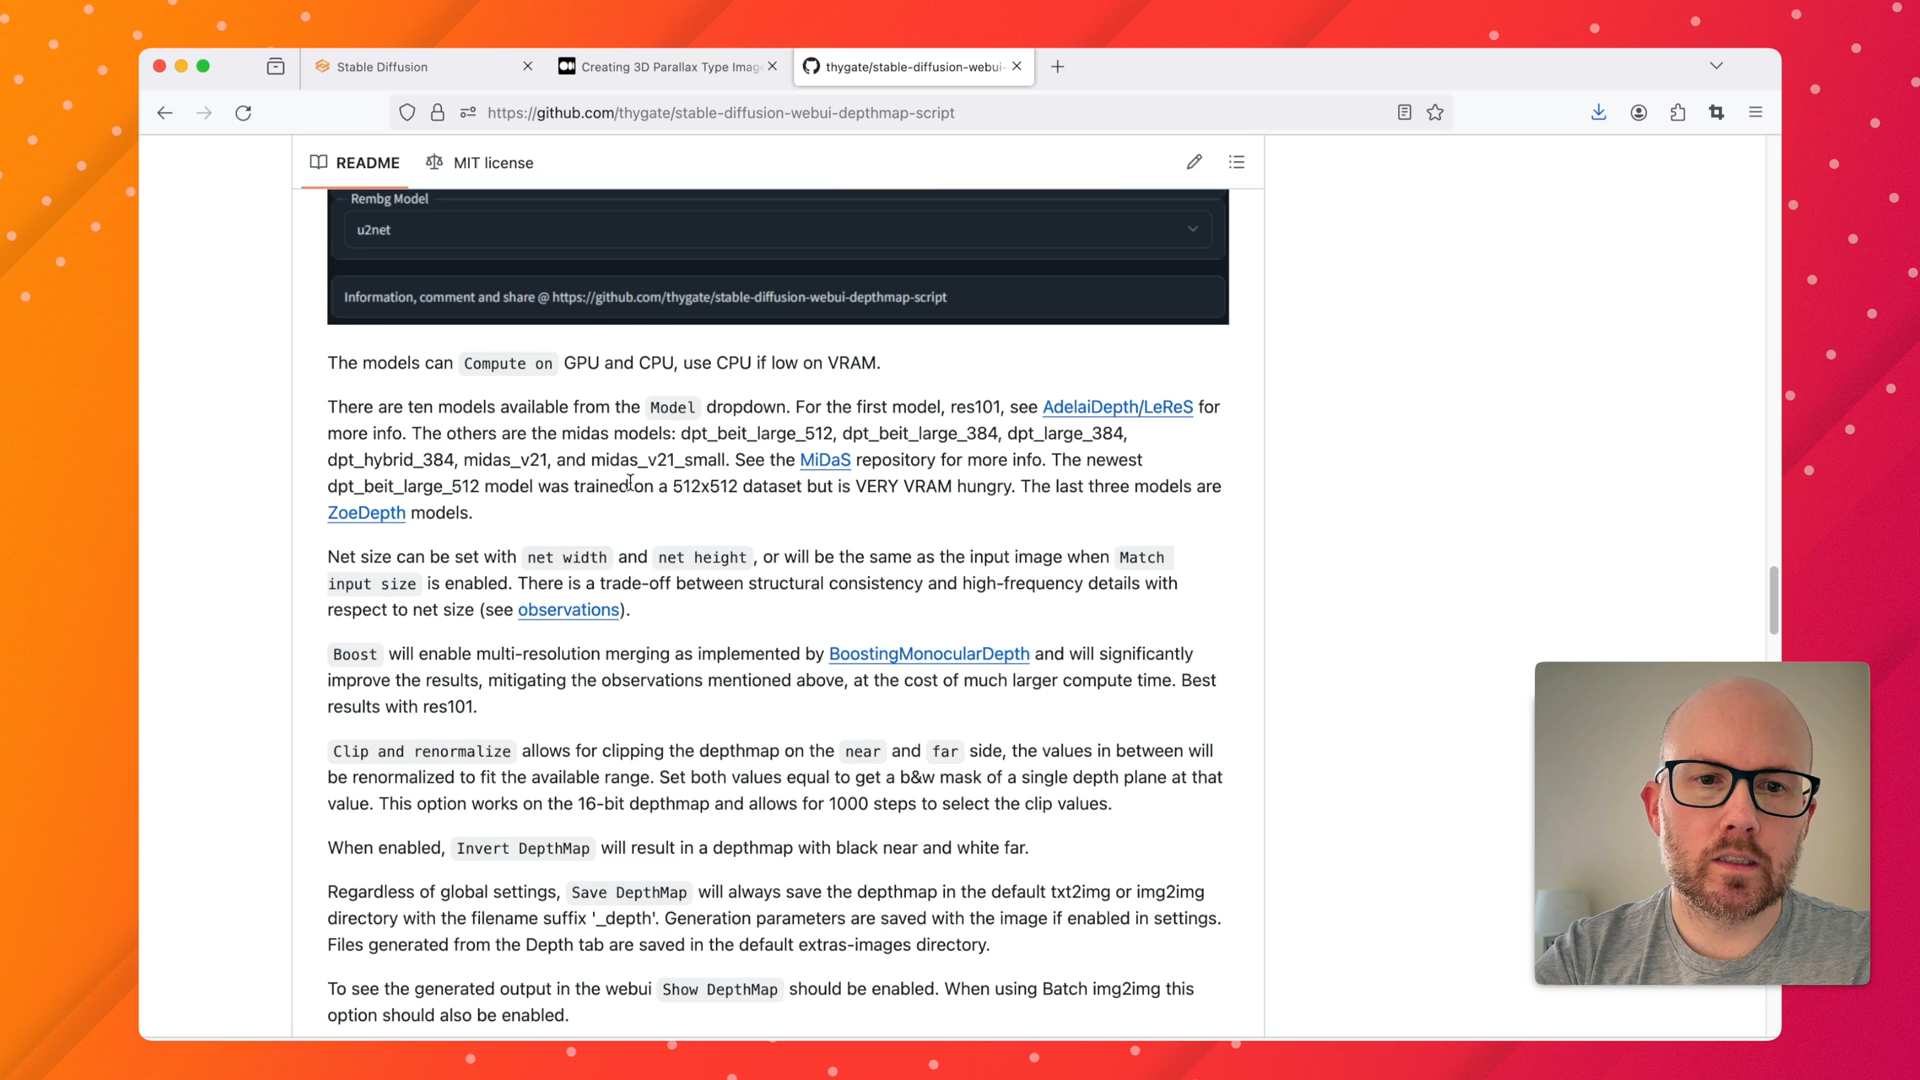 Stable Diffusion
Creating 3D Parallax Type Imag
thygate/stable-diffusion-webui-
https://github.com/thygate/stable-diffusion-webui-depthmap-script
README
MIT license
Rembg Model
u2net
Information, comment and share @ https://github.com/thygate/stable-diffusion-webui-depthmap-script
The models can Compute on GPU and CPU, use CPU if low on VRAM.
There are ten models available from the Model dropdown. For the first model, res101, see AdelaiDepth/LeReS for
more info. The others are the midas models: dpt_beit_large_512, dpt_beit_large_384, dpt_large_384,
dpt_hybrid_384, midas_v21, and midas_v21_small. See the MiDaS repository for more info. The newest
dpt_beit_large_512 model was trained on a 512x512 dataset but is VERY VRAM hungry. The last three models are
ZoeDepth models.
Net size can be set with net width and net height, or will be the same as the input image when Match
input size is enabled. There is a trade-off between structural consistency and high-frequency details with
respect to net size (see observations).
Boost will enable multi-resolution merging as implemented by BoostingMonocularDepth and will significantly
improve the results, mitigating the observations mentioned above, at the cost of much larger compute time. Best
results with res101.
Clip and renormalize allows for clipping the depthmap on the near and far side, the values in between will
be renormalized to fit the available range. Set both values equal to get a b&w mask of a single depth plane at that
value. This option works on the 16-bit depthmap and allows for 1000 steps to select the clip values.
When enabled, Invert DepthMap will result in a depthmap with black near and white far.
Regardless of global settings, Save DepthMap will always save the depthmap in the default txt2img or img2img
directory with the filename suffix '_depth'. Generation parameters are saved with the image if enabled in settings.
Files generated from the Depth tab are saved in the default extras-images directory.
To see the generated output in the webui Show DepthMap should be enabled. When using Batch img2img this
option should also be enabled.